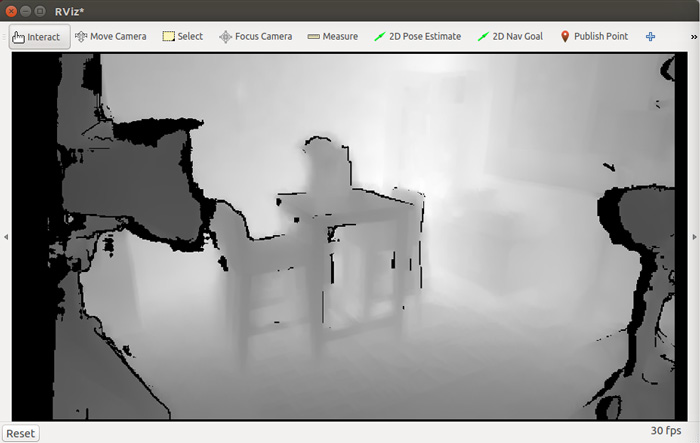 RViz*
Interact Move Camera Select Focus Camera Measure 2D Pose Estimate 2D Nav Goal Publish Point »
Reset 30 fps